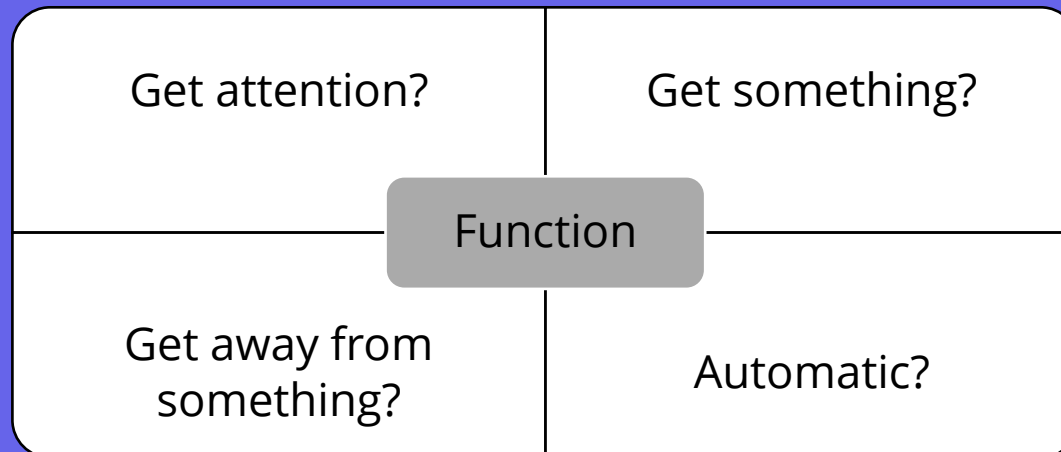 Get attention?
Get something?
Function
Get away from
something?
Automatic?